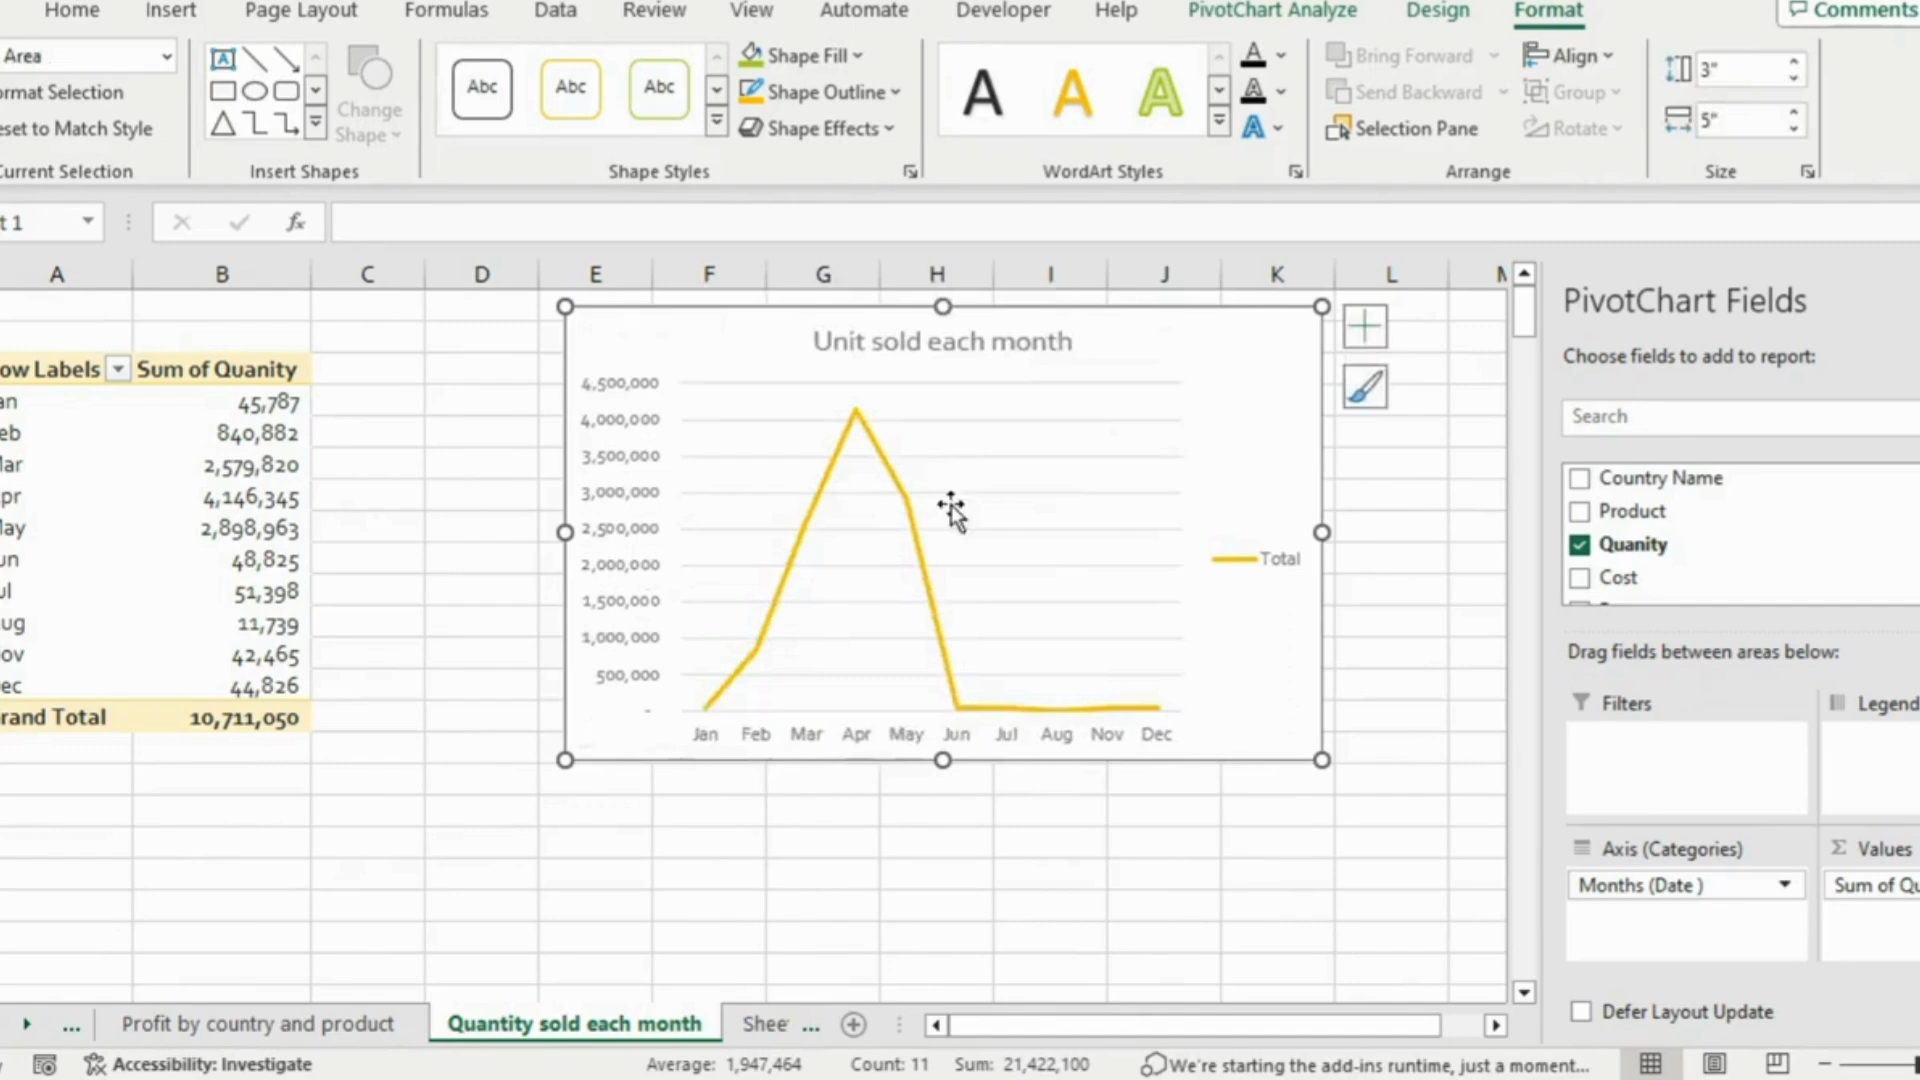 Home Insert Page Layout Formulas Data Review View Automate Developer Help PivotChart Analyze Design Format Comments
Area
ormat Selection
eset to Match Style
Current Selection
Change
Shape
Insert Shapes
Abc Abc Abc
Shape Fill
Shape Outline
Shape Effects
Shape Styles
A A A
WordArt Styles
Bring Forward
Send Backward
Selection Pane
Align
Group
Rotate
Arrange
3"
5"
Size
t 1
fx
A B C D E F G H I J K L M
ow Labels Sum of Quanity
an 45,787
eb 840,882
Mar 2,579,820
pr 4,146,345
May 2,898,963
un 48,825
ul 51,398
ug 11,739
ov 42,465
ec 44,826
rand Total 10,711,050
Unit sold each month
4,500,000
4,000,000
3,500,000
3,000,000
2,500,000
2,000,000
1,500,000
1,000,000
500,000
-
Jan Feb Mar Apr May Jun Jul Aug Nov Dec
Total
PivotChart Fields
Choose fields to add to report:
Search
Country Name
Product
Quanity
Cost
Drag fields between areas below:
Filters
Legend
Axis (Categories)
Σ Values
Months (Date )
Sum of Qu
Defer Layout Update
... Profit by country and product Quantity sold each month Shee ...
Accessibility: Investigate Average: 1,947,464 Count: 11 Sum: 21,422,100 We're starting the add-ins runtime, just a moment...